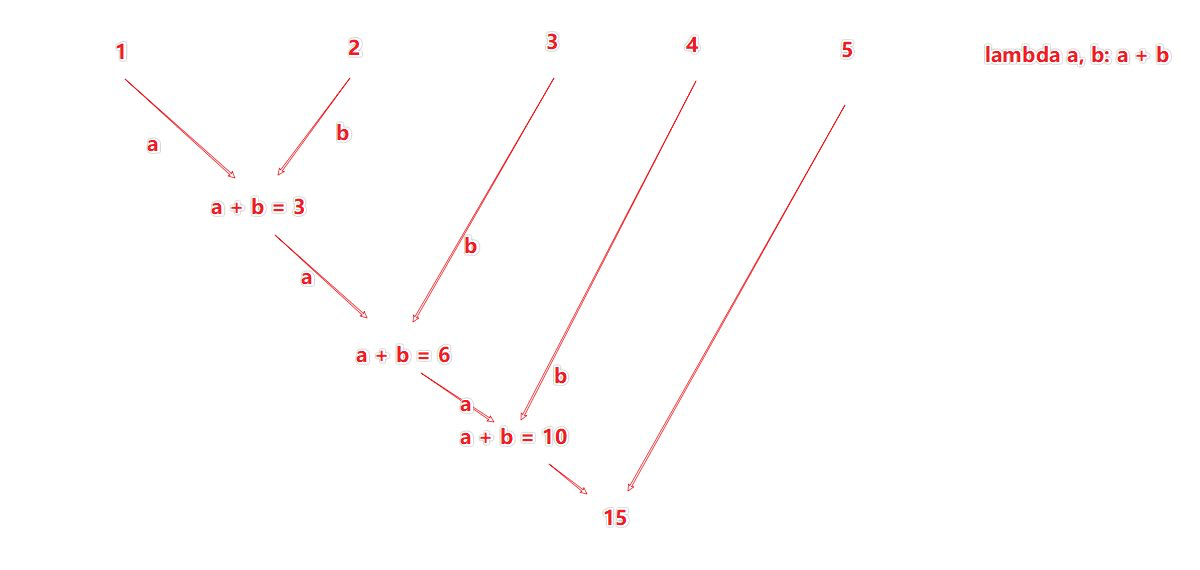 1 2 3 4 5 lambda a, b: a + b
a b
a + b = 3
b
a
a + b = 6
b
a
a + b = 10
15